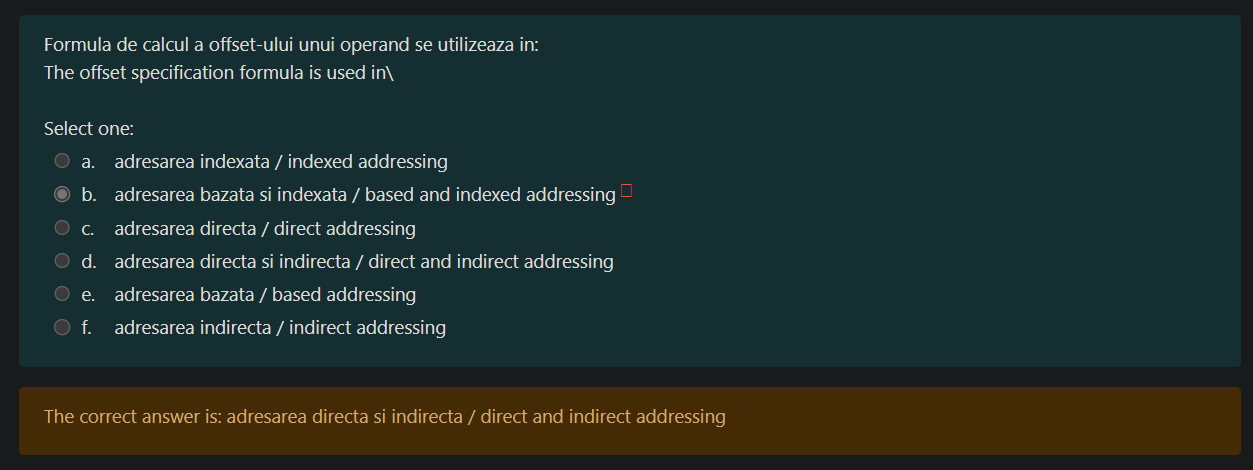 Formula de calcul a offset-ului unui operand se utilizeaza in:
The offset specification formula is used in\
Select one:
a. adresarea indexata / indexed addressing
b. adresarea bazata si indexata / based and indexed addressing
c. adresarea directa / direct addressing
d. adresarea directa si indirecta / direct and indirect addressing
e. adresarea bazata / based addressing
f. adresarea indirecta / indirect addressing
The correct answer is: adresarea directa si indirecta / direct and indirect addressing